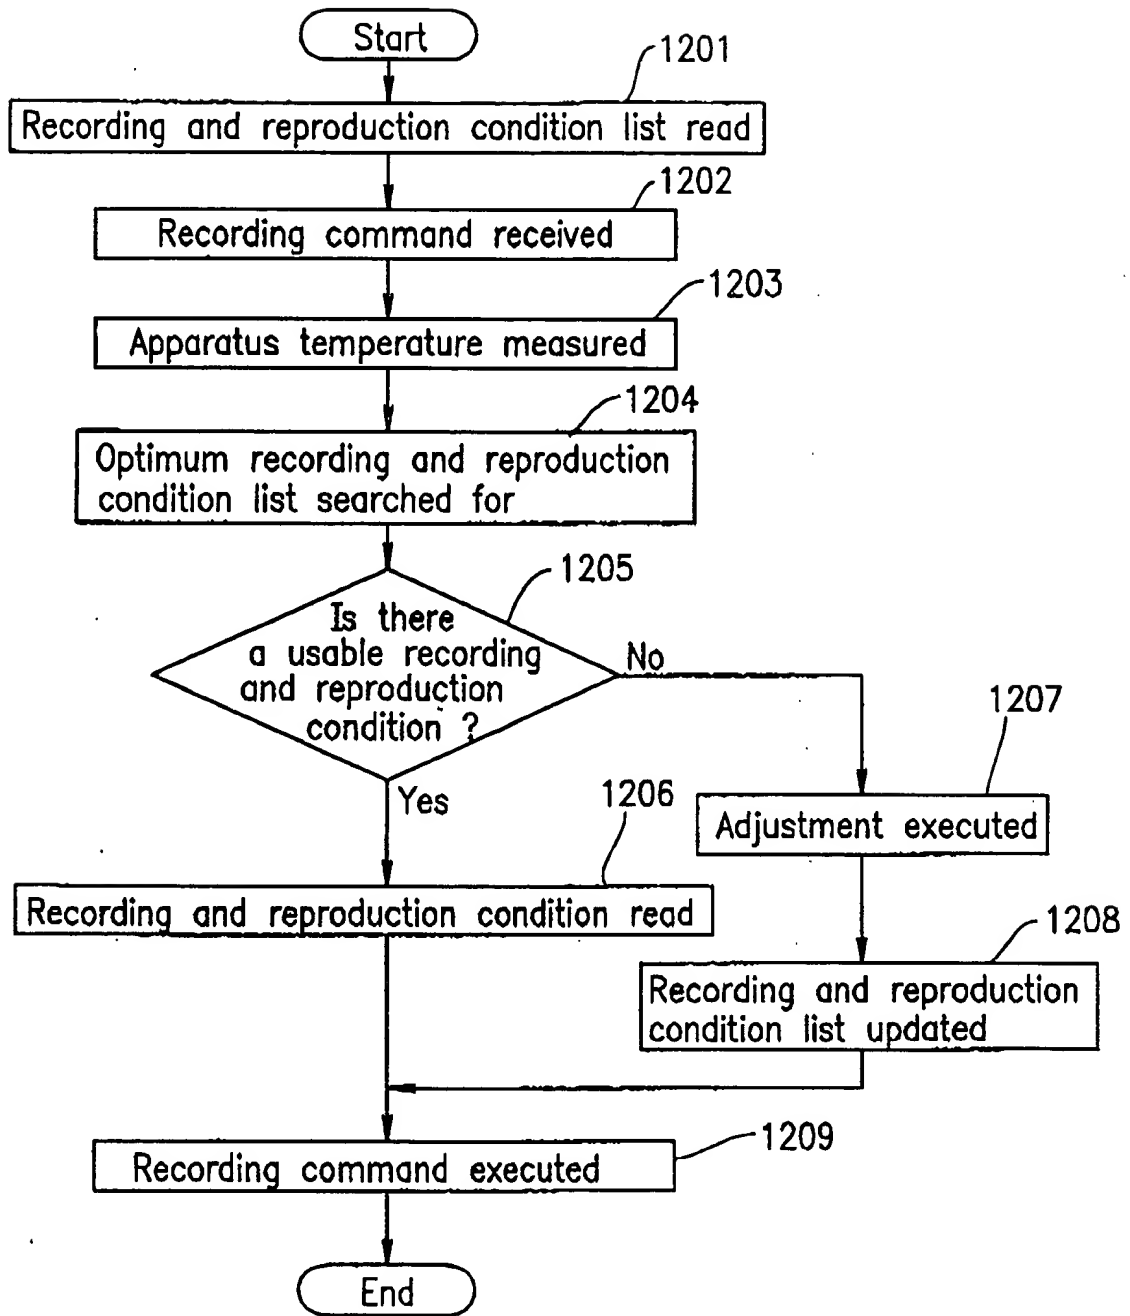 Start
1201
Recording and reproduction condition list read
1202
Recording command received
1203
Apparatus temperature measured
1204
Optimum recording and reproduction
condition list searched for
1205
Is there
a usable recording
and reproduction
condition ?
No
Yes
1206
Recording and reproduction condition read
1207
Adjustment executed
1208
Recording and reproduction
condition list updated
1209
Recording command executed
End